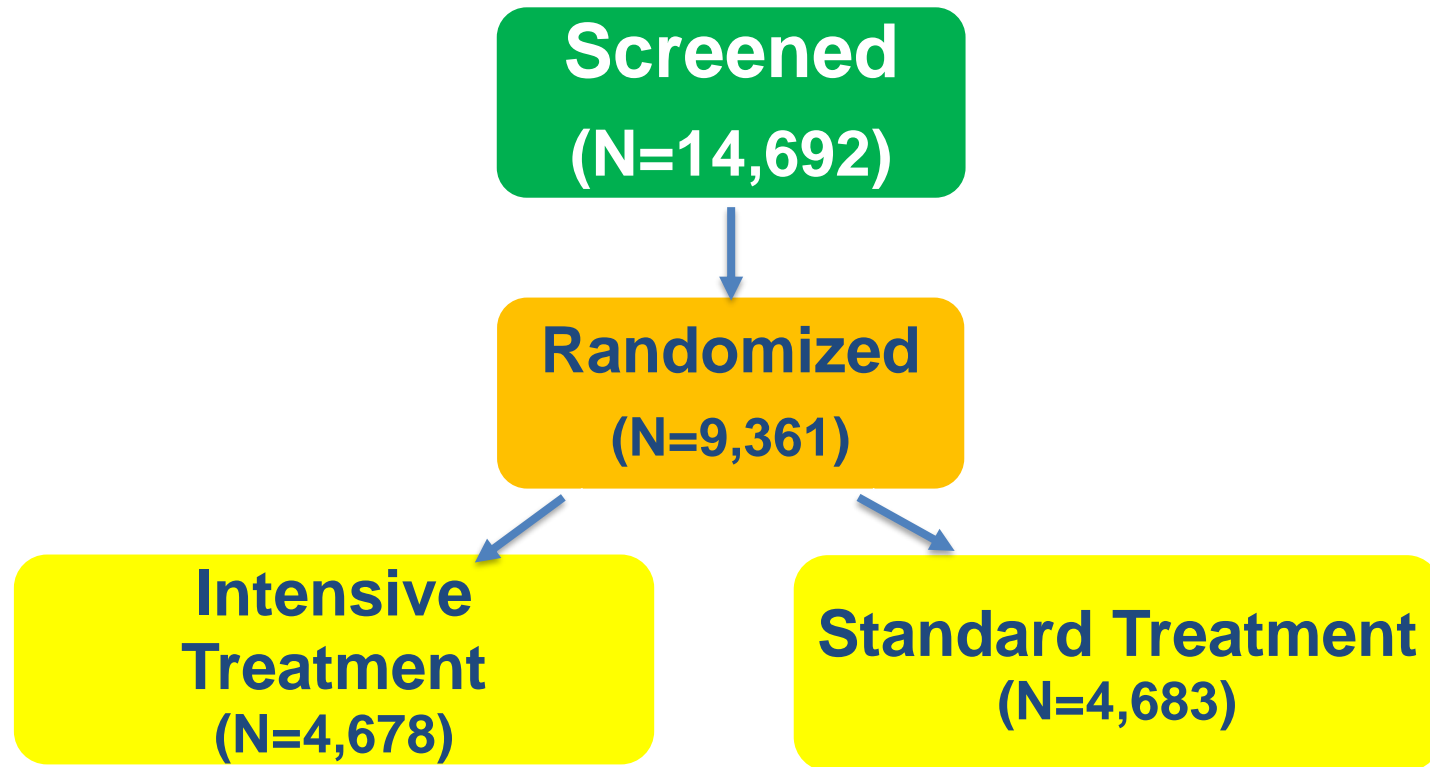 Screened
(N=14,692)
Randomized
(N=9,361)
Intensive
Treatment
(N=4,678)
Standard Treatment
(N=4,683)